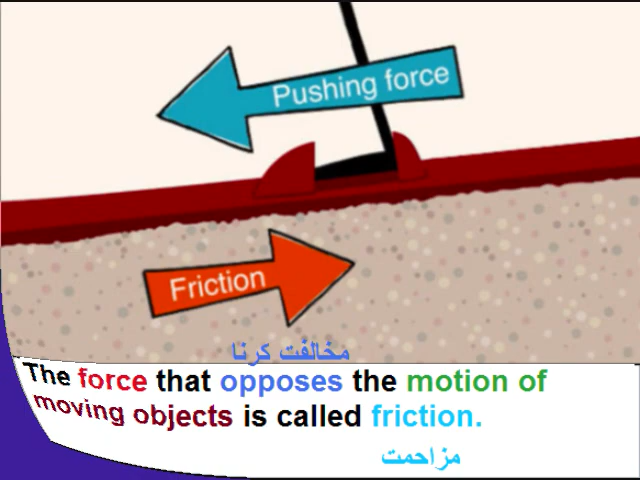 Pushing force
Friction
مخالفت کرنا
The force that opposes the motion of
moving objects is called friction.
مزاحمت